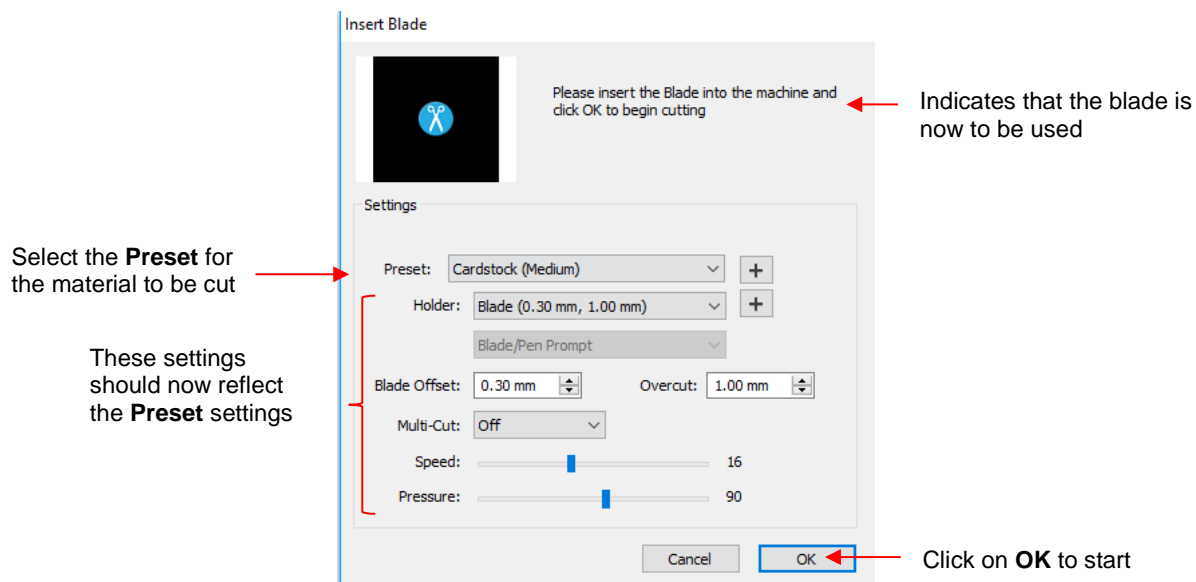 Insert Blade
Please insert the Blade into the machine and
click OK to begin cutting
Indicates that the blade is
now to be used
Settings
Select the Preset for
the material to be cut
Preset: Cardstock (Medium) +
Holder: Blade (0.30 mm, 1.00 mm) +
Blade/Pen Prompt
These settings
should now reflect
the Preset settings
Blade Offset: 0.30 mm Overcut: 1.00 mm
Multi-Cut: Off
Speed: 16
Pressure: 90
Cancel OK
Click on OK to start